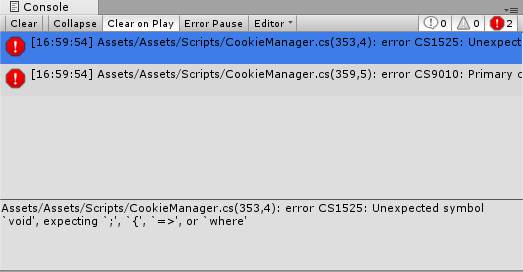 Console
Clear Collapse Clear on Play Error Pause Editor 0 0 2
[16:59:54] Assets/Assets/Scripts/CookieManager.cs(353,4): error CS1525: Unexpect
[16:59:54] Assets/Assets/Scripts/CookieManager.cs(359,5): error CS9010: Primary c
Assets/Assets/Scripts/CookieManager.cs(353,4): error CS1525: Unexpected symbol
`void', expecting `;', `{', `=>', or `where'